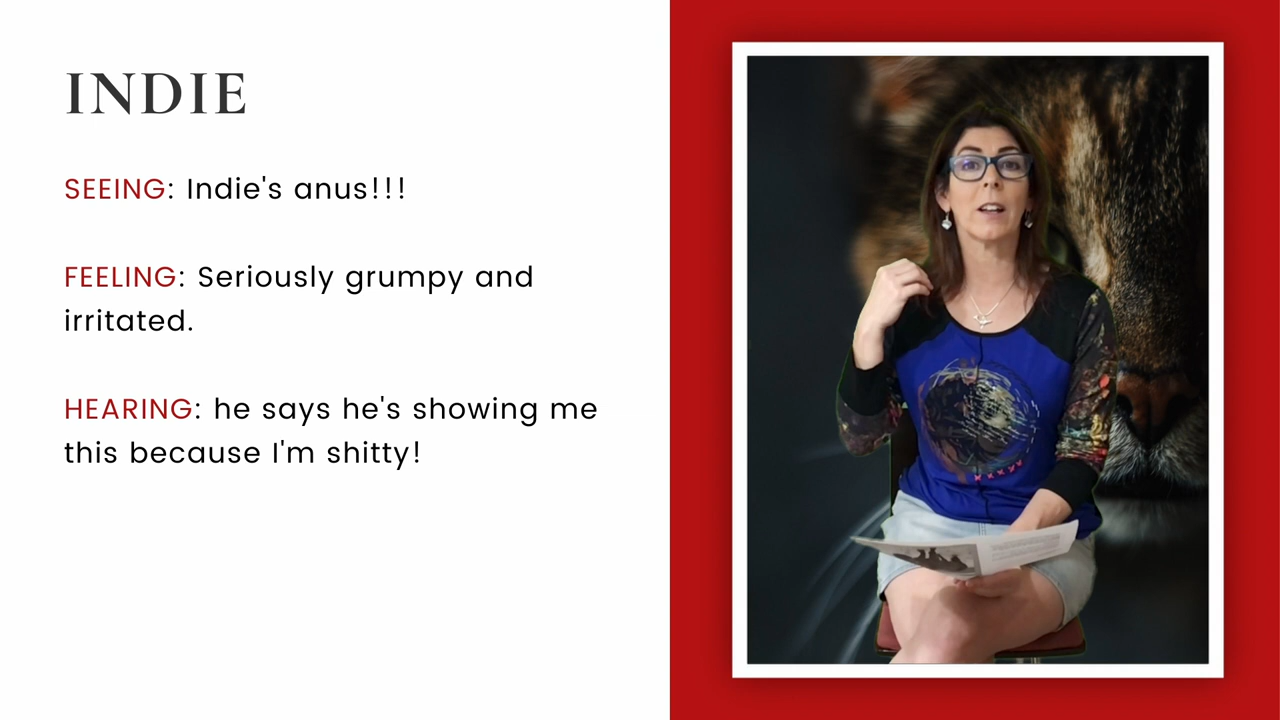 INDIE
SEEING: Indie's anus!!!
FEELING: Seriously grumpy and
irritated.
HEARING: he says he's showing me
this because I'm shitty!